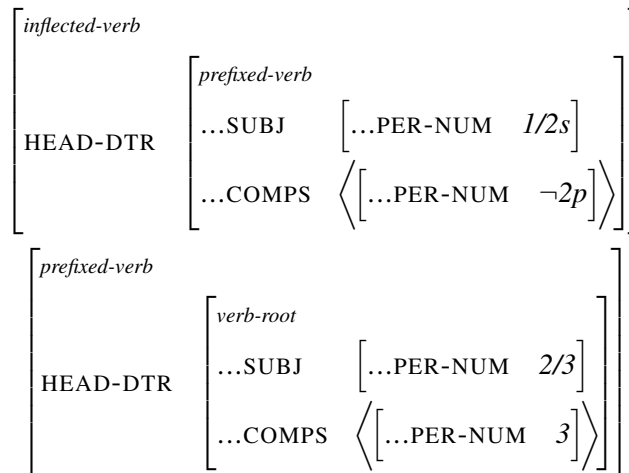 inflected-verb
prefixed-verb
...SUBJ [...PER-NUM 1/2s]
HEAD-DTR
...COMPS ⟨[...PER-NUM ¬2p]⟩
prefixed-verb
verb-root
...SUBJ [...PER-NUM 2/3]
HEAD-DTR
...COMPS ⟨[...PER-NUM 3]⟩